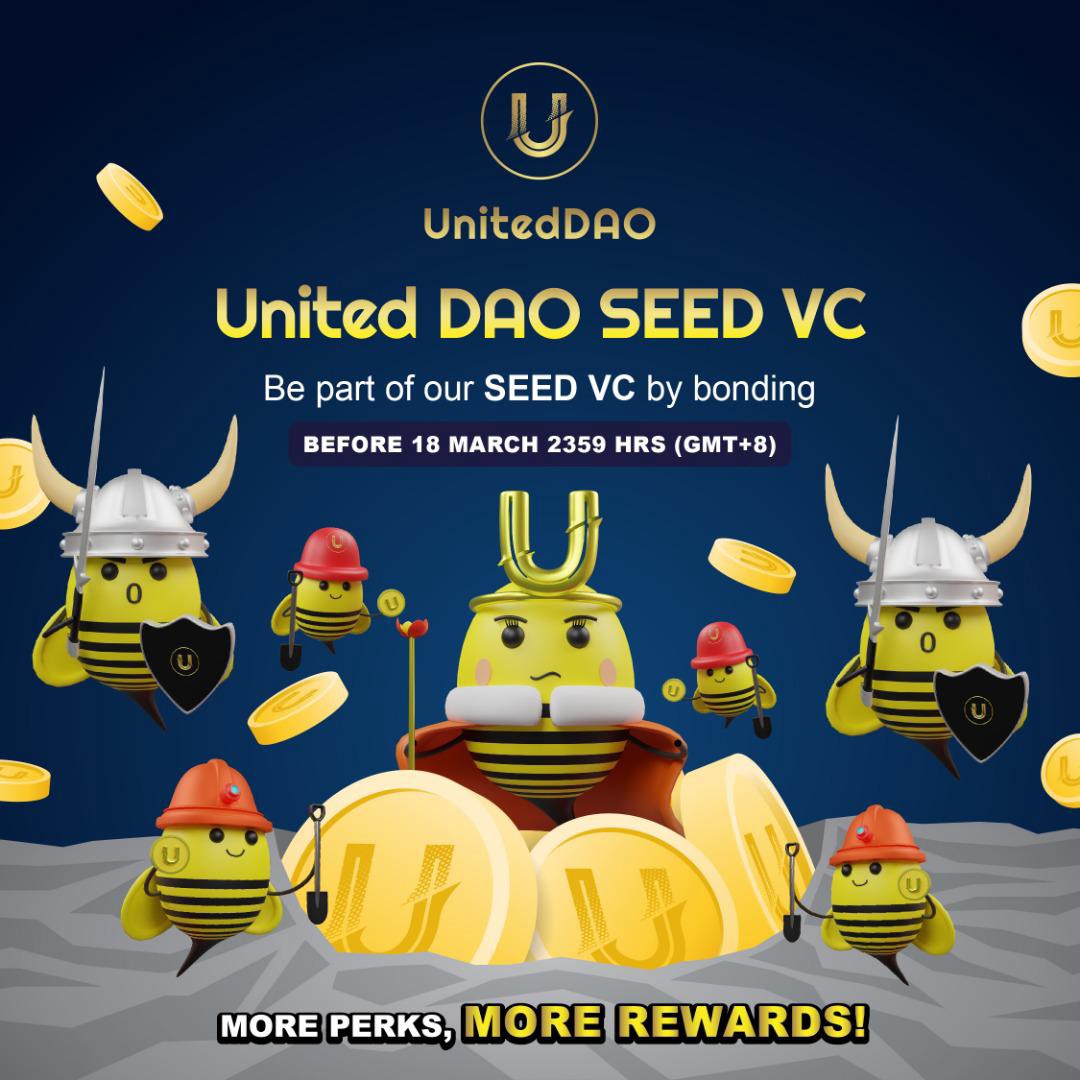 U
UnitedDAO
United DAO SEED VC
Be part of our SEED VC by bonding
BEFORE 18 MARCH 2359 HRS (GMT+8)
MORE PERKS, MORE REWARDS!